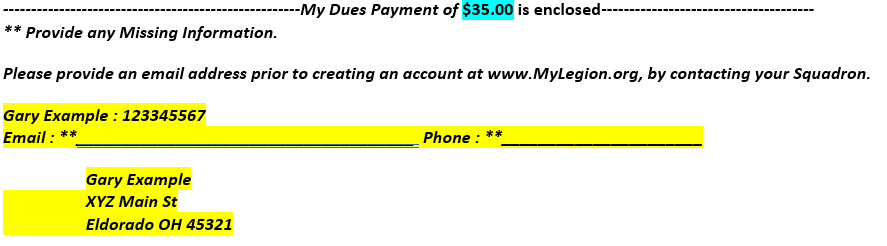 -----------------------------------------------------My Dues Payment of $35.00 is enclosed--------------------------------------
** Provide any Missing Information.
Please provide an email address prior to creating an account at www.MyLegion.org, by contacting your Squadron.
Gary Example : 123345567
Email : **______________________________________ Phone : **_______________________
Gary Example
XYZ Main St
Eldorado OH 45321